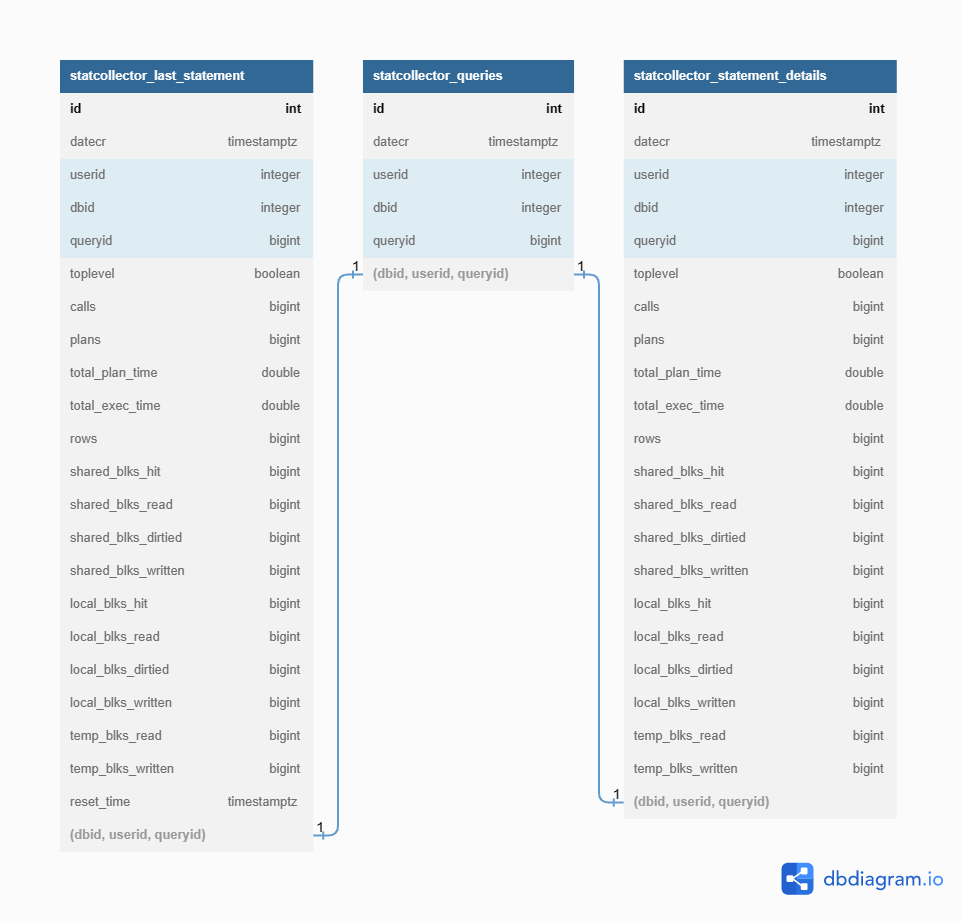 statcollector_last_statement
id int
datecr timestamptz
userid integer
dbid integer
queryid bigint
toplevel boolean
calls bigint
plans bigint
total_plan_time double
total_exec_time double
rows bigint
shared_blks_hit bigint
shared_blks_read bigint
shared_blks_dirtied bigint
shared_blks_written bigint
local_blks_hit bigint
local_blks_read bigint
local_blks_dirtied bigint
local_blks_written bigint
temp_blks_read bigint
temp_blks_written bigint
reset_time timestamptz
(dbid, userid, queryid)
1
1
statcollector_queries
id int
datecr timestamptz
userid integer
dbid integer
queryid bigint
(dbid, userid, queryid)
1
1
statcollector_statement_details
id int
datecr timestamptz
userid integer
dbid integer
queryid bigint
toplevel boolean
calls bigint
plans bigint
total_plan_time double
total_exec_time double
rows bigint
shared_blks_hit bigint
shared_blks_read bigint
shared_blks_dirtied bigint
shared_blks_written bigint
local_blks_hit bigint
local_blks_read bigint
local_blks_dirtied bigint
local_blks_written bigint
temp_blks_read bigint
temp_blks_written bigint
(dbid, userid, queryid)
dbdiagram.io